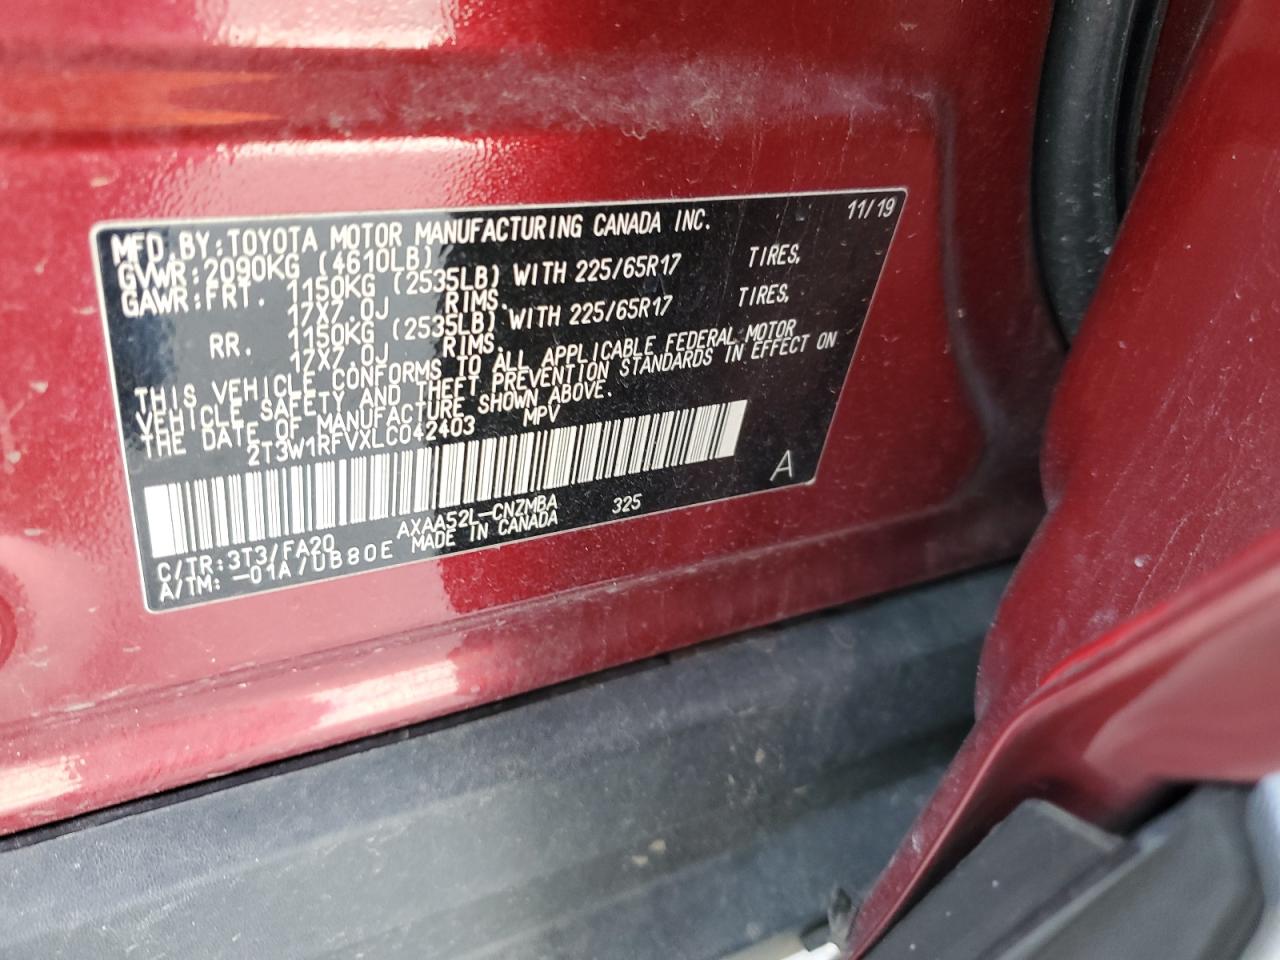 11/19
MFD.BY:TOYOTA MOTOR MANUFACTURING CANADA INC.
GVWR:2090KG (4610LB)
GAWR:FRT. 1150KG (2535LB) WITH 225/65R17 TIRES,
17X7.0J RIMS.
RR. 1150KG (2535LB) WITH 225/65R17 TIRES,
17X7.0J RIMS.
THIS VEHICLE CONFORMS TO ALL APPLICABLE FEDERAL MOTOR
VEHICLE SAFETY AND THEFT PREVENTION STANDARDS IN EFFECT ON
THE DATE OF MANUFACTURE SHOWN ABOVE.
2T3W1RFVXLC042403 MPV
A
AXAA52L-CNZMBA 325
C/TR:3T3/FA20 MADE IN CANADA
A/TM:-01A/UB80E